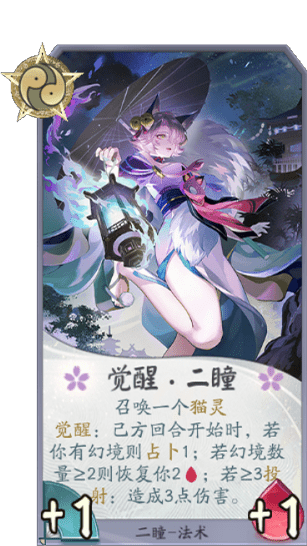 觉醒·二瞳
召唤一个猫灵
觉醒：己方回合开始时，若
你有幻境则占卜1；若幻境数
量≥2则恢复你2；若≥3投
射：造成3点伤害。
+1
二瞳-法术
+1